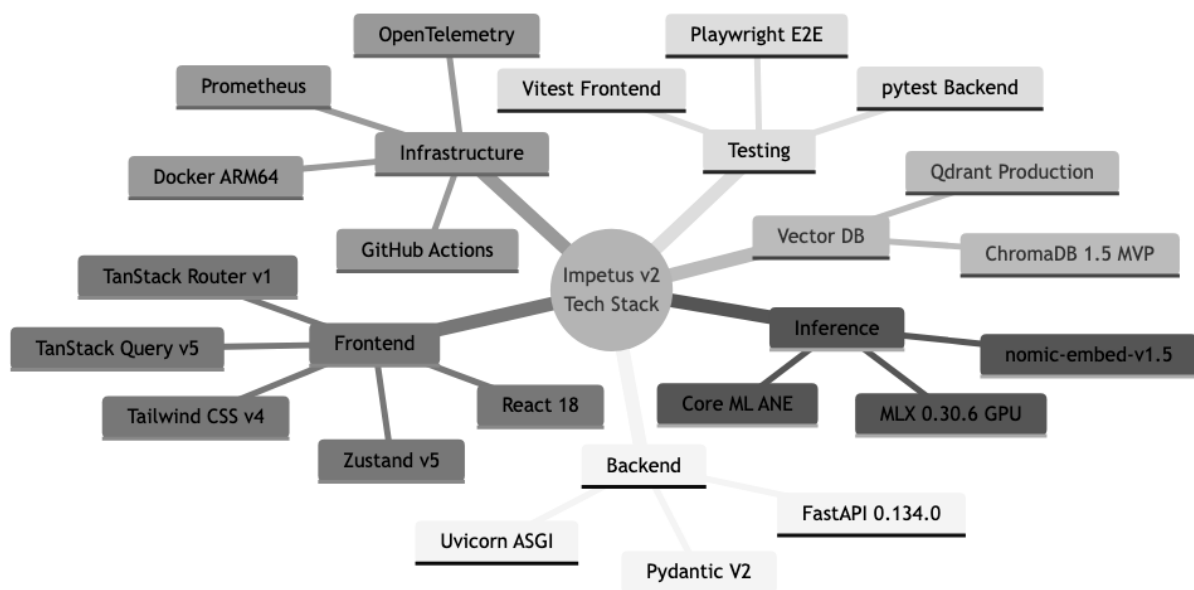 OpenTelemetry
Playwright E2E
Prometheus
Vitest Frontend
pytest Backend
Infrastructure
Testing
Docker ARM64
Qdrant Production
GitHub Actions
Vector DB
ChromaDB 1.5 MVP
Impetus v2
Tech Stack
TanStack Router v1
Frontend
Inference
TanStack Query v5
nomic-embed-v1.5
Tailwind CSS v4
React 18
Core ML ANE
MLX 0.30.6 GPU
Zustand v5
Backend
FastAPI 0.134.0
Uvicorn ASGI
Pydantic V2